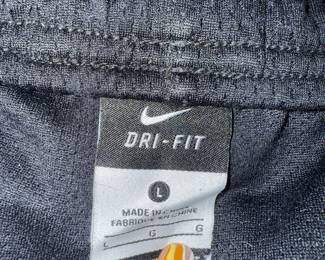 DRI-FIT
L
MADE IN CHINA
FABRIQUÉ EN CHINE
G G
L